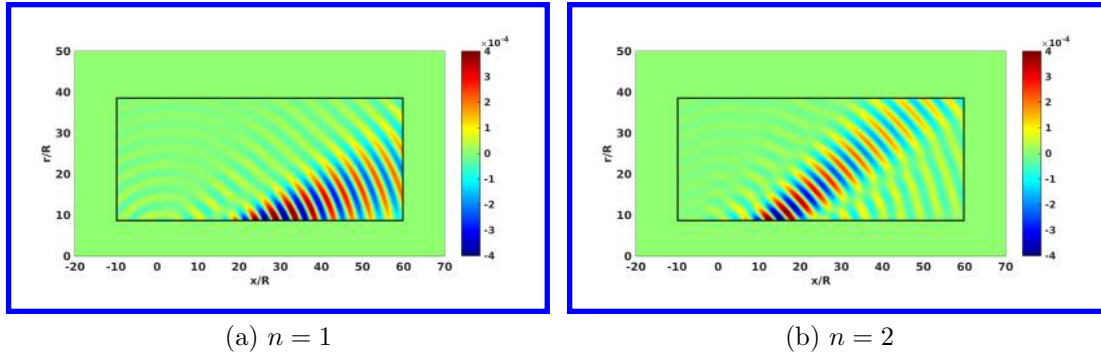 ×10⁻⁴ ×10⁻⁴
50 4 50 4
40 3 40 3
2 2
30 1 30 1
r/R 0 r/R 0
20 -1 20 -1
-2 -2
10 -3 10 -3
0 -4 0 -4
-20 -10 0 10 20 30 40 50 60 70 -20 -10 0 10 20 30 40 50 60 70
x/R x/R
(a) n = 1 (b) n = 2